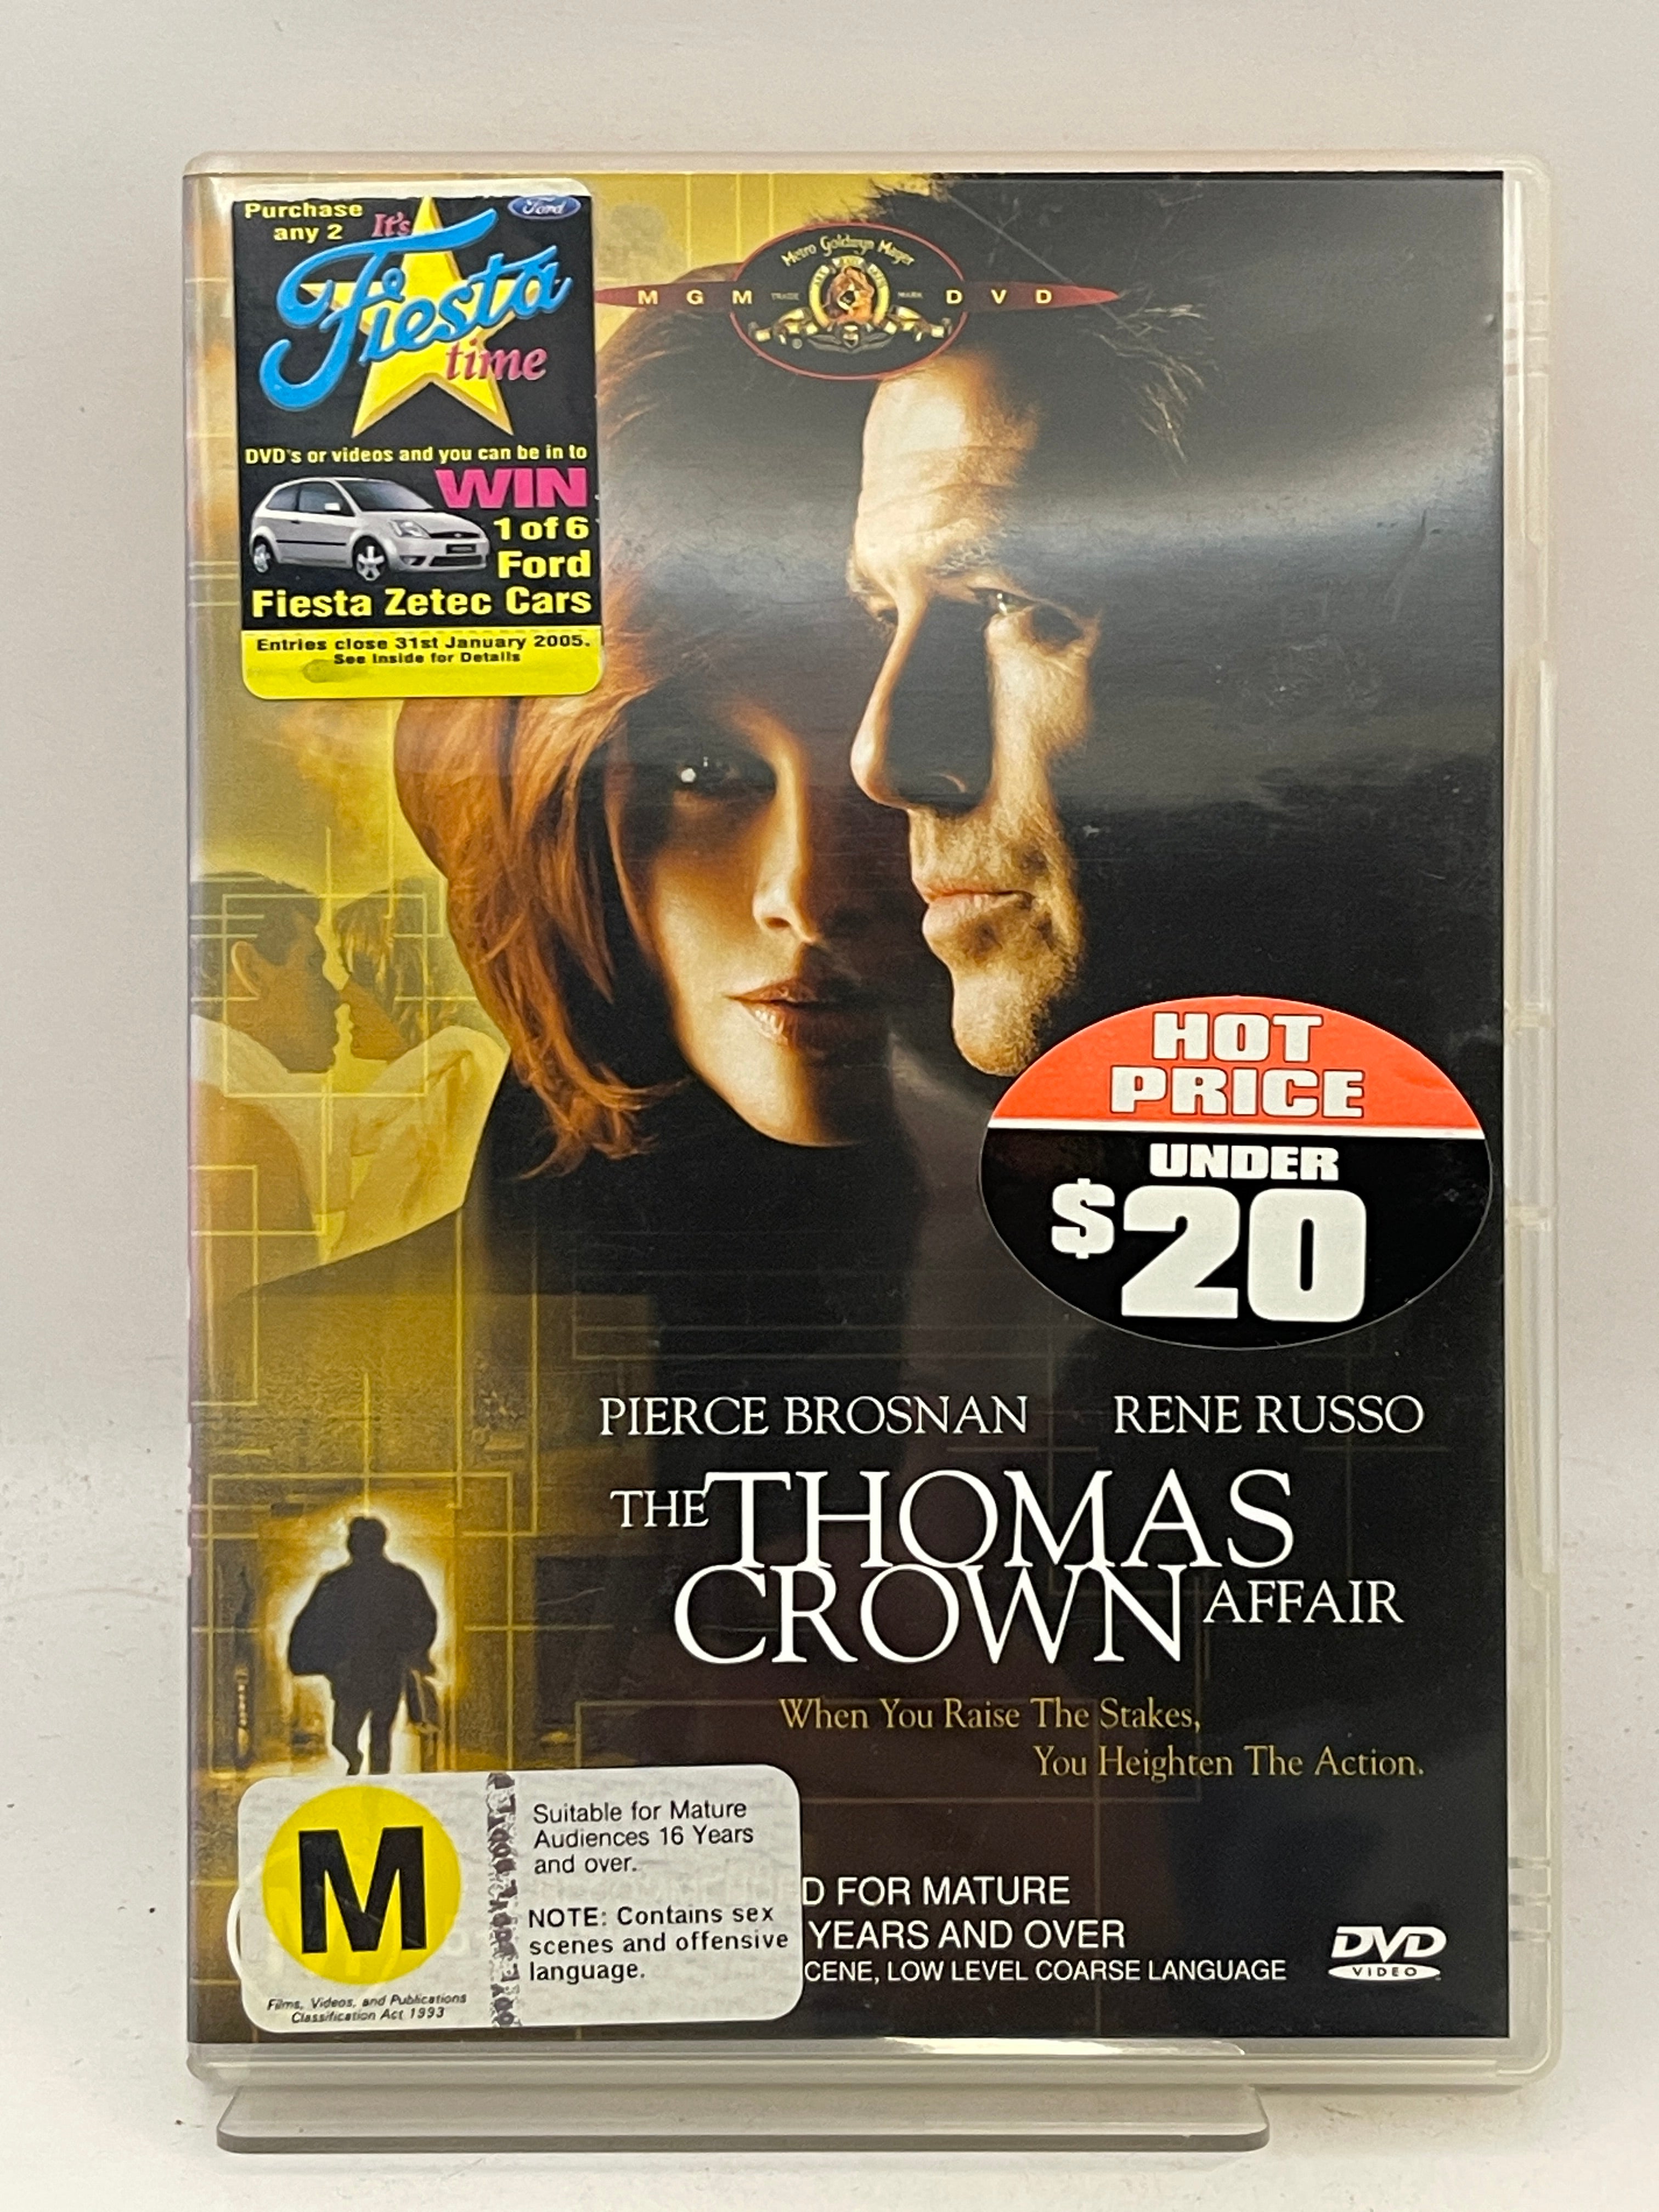 Purchase
any 2
It's
Ford
Fiesta
time
DVD's or videos and you can be in to
WIN
1 of 6
Ford
Fiesta Zetec Cars
Entries close 31st January 2005.
See Inside for Details
Metro Goldwyn Mayer
MGM TRADE MARK DVD
HOT
PRICE
UNDER
$20
PIERCE BROSNAN RENE RUSSO
THE THOMAS
CROWN AFFAIR
When You Raise The Stakes,
You Heighten The Action.
M
Films, Videos, and Publications
Classification Act 1993
Suitable for Mature
Audiences 16 Years
and over.
NOTE: Contains sex
scenes and offensive
language.
D FOR MATURE
YEARS AND OVER
CENE, LOW LEVEL COARSE LANGUAGE
DVD
VIDEO